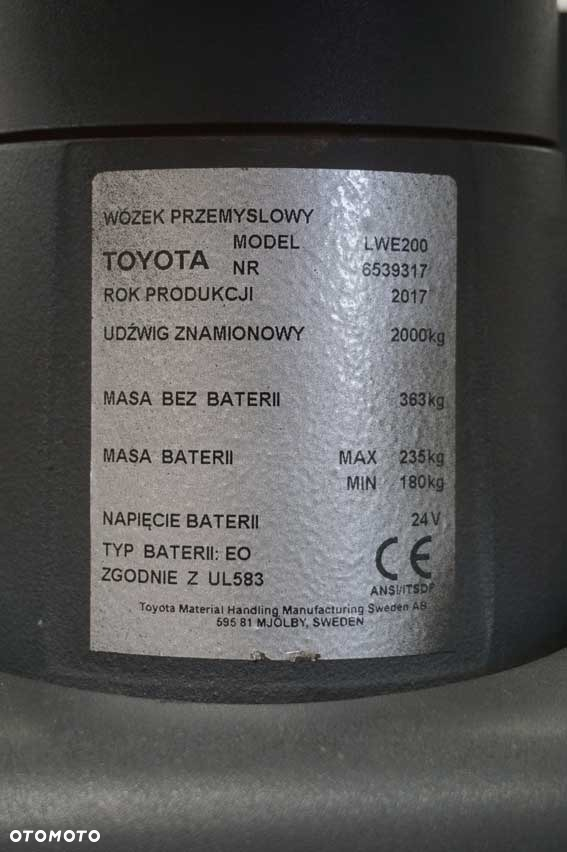 WÓZEK PRZEMYSLOWY
MODEL LWE200
TOYOTA
NR 6539317
ROK PRODUKCJI 2017
UDŹWIG ZNAMIONOWY 2000kg
MASA BEZ BATERII 363kg
MASA BATERII MAX 235kg
MIN 180kg
NAPIĘCIE BATERII 24V
TYP BATERII: EO
CE
ZGODNIE Z UL583
ANSI/ITSDF
Toyota Material Handling Manufacturing Sweden AB
595 81 MJÖLBY, SWEDEN
OTOMOTO